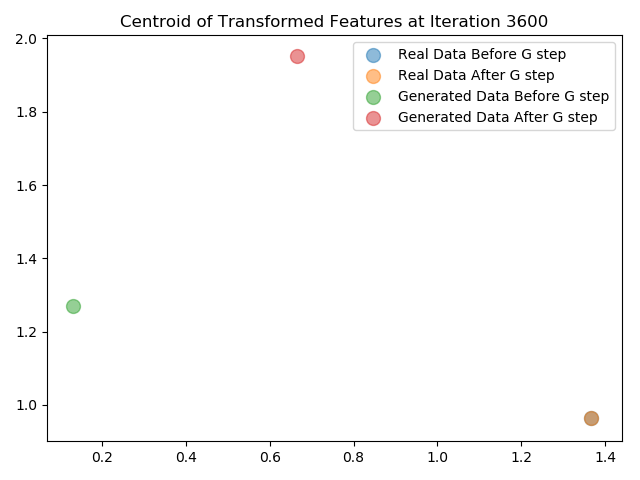 Centroid of Transformed Features at Iteration 3600
2.0
1.8
1.6
1.4
1.2
1.0
Real Data Before G step
Real Data After G step
Generated Data Before G step
Generated Data After G step
0.2 0.4 0.6 0.8 1.0 1.2 1.4